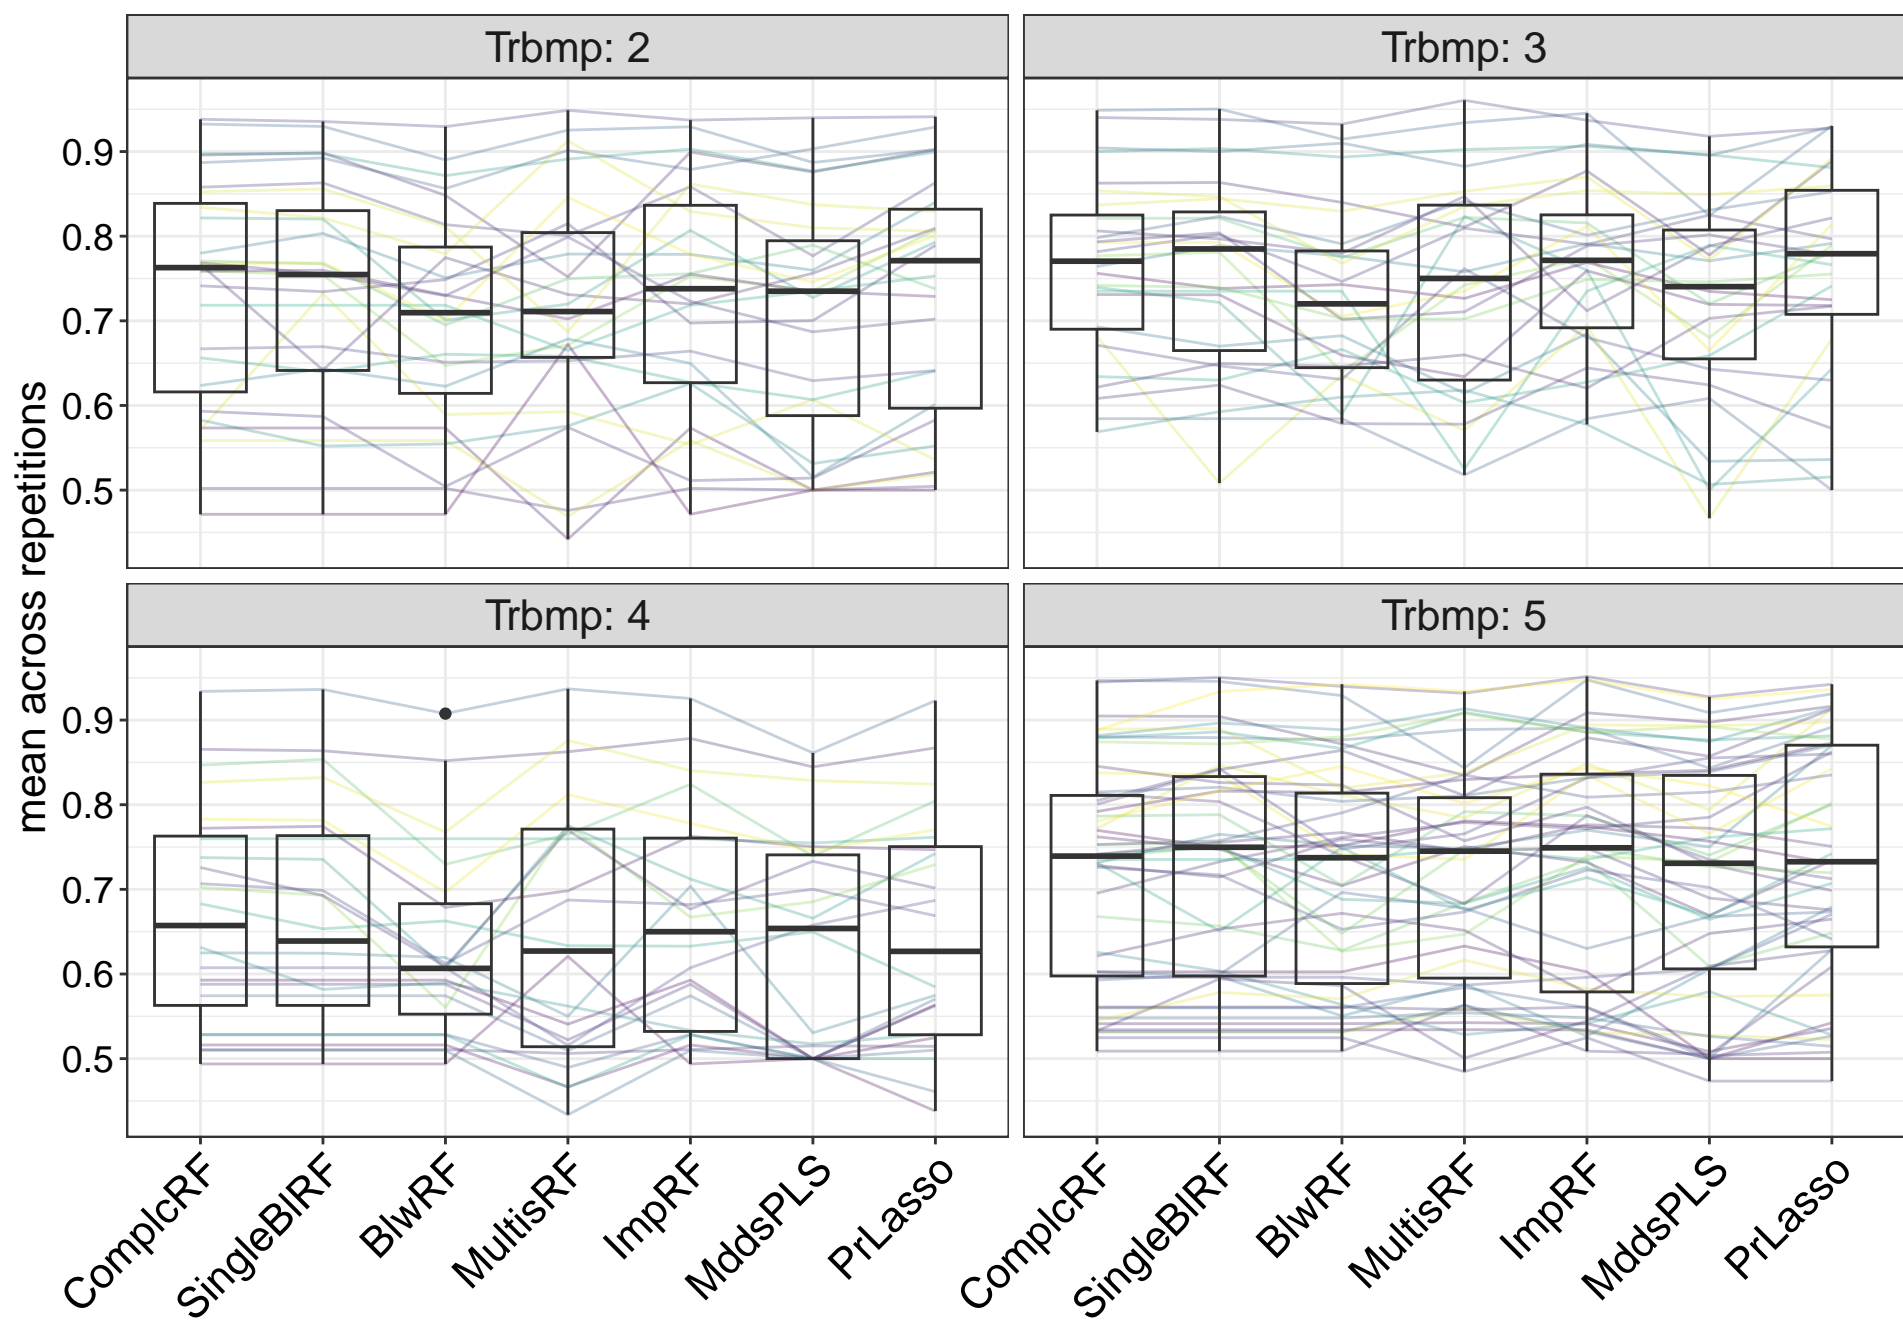 Trbmp: 2
Trbmp: 3
0.9
0.8
0.7
0.6
0.5
mean across repetitions
Trbmp: 4
Trbmp: 5
0.9
0.8
0.7
0.6
0.5
ComplcRF
SingleBlRF
BlwRF
MultisRF
ImpRF
MddsPLS
PrLasso
ComplcRF
SingleBlRF
BlwRF
MultisRF
ImpRF
MddsPLS
PrLasso